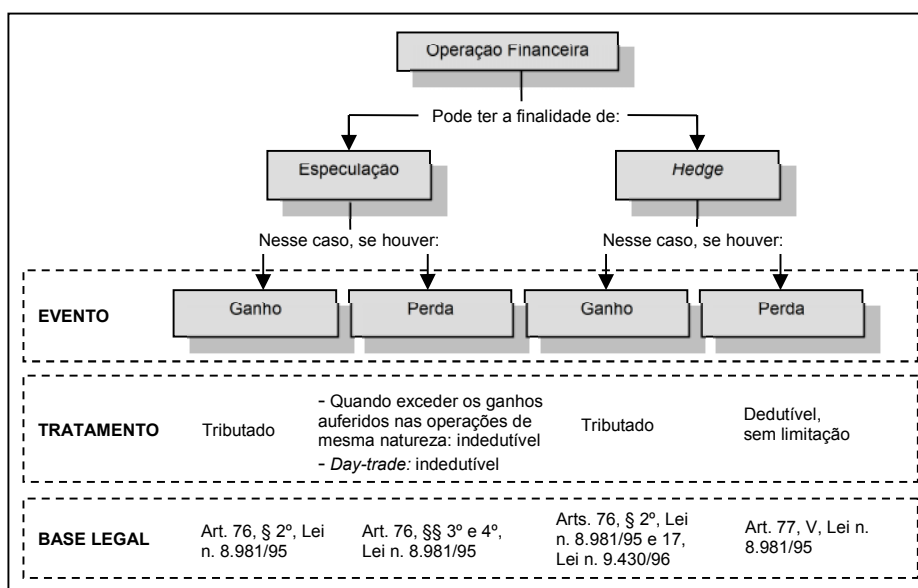 Operação Financeira
Pode ter a finalidade de:
Especulação
Hedge
Nesse caso, se houver:
Nesse caso, se houver:
EVENTO
Ganho
Perda
Ganho
Perda
TRATAMENTO
Tributado
- Quando exceder os ganhos
auferidos nas operações de
mesma natureza: indedutível
- Day-trade: indedutível
Tributado
Dedutível,
sem limitação
BASE LEGAL
Art. 76, § 2º, Lei
n. 8.981/95
Art. 76, §§ 3º e 4º,
Lei n. 8.981/95
Arts. 76, § 2º, Lei
n. 8.981/95 e 17,
Lei n. 9.430/96
Art. 77, V, Lei n.
8.981/95